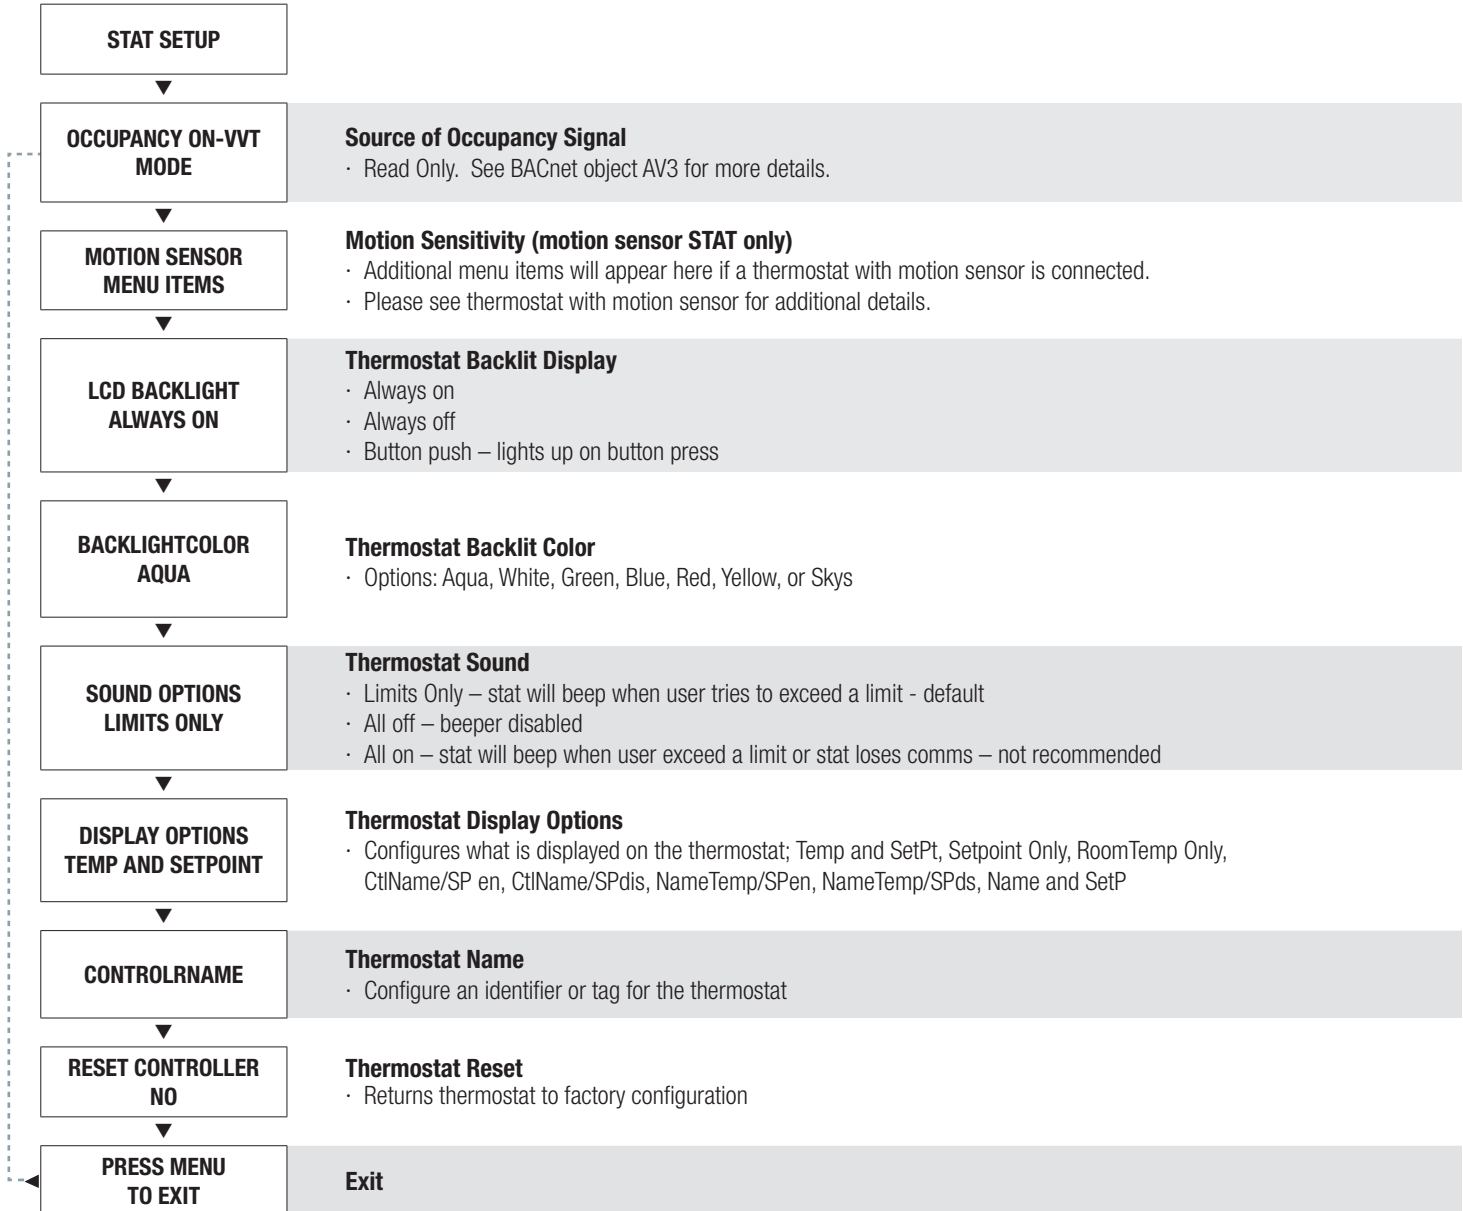 STAT SETUP
OCCUPANCY ON-VVT
MODE
Source of Occupancy Signal
· Read Only.  See BACnet object AV3 for more details.
MOTION SENSOR
MENU ITEMS
Motion Sensitivity (motion sensor STAT only)
· Additional menu items will appear here if a thermostat with motion sensor is connected.
· Please see thermostat with motion sensor for additional details.
LCD BACKLIGHT
ALWAYS ON
Thermostat Backlit Display
· Always on
· Always off
· Button push – lights up on button press
BACKLIGHTCOLOR
AQUA
Thermostat Backlit Color
· Options: Aqua, White, Green, Blue, Red, Yellow, or Skys
SOUND OPTIONS
LIMITS ONLY
Thermostat Sound
· Limits Only – stat will beep when user tries to exceed a limit - default
· All off – beeper disabled
· All on – stat will beep when user exceed a limit or stat loses comms – not recommended
DISPLAY OPTIONS
TEMP AND SETPOINT
Thermostat Display Options
· Configures what is displayed on the thermostat; Temp and SetPt, Setpoint Only, RoomTemp Only,
CtlName/SP en, CtlName/SPdis, NameTemp/SPen, NameTemp/SPds, Name and SetP
CONTROLRNAME
Thermostat Name
· Configure an identifier or tag for the thermostat
RESET CONTROLLER
NO
Thermostat Reset
· Returns thermostat to factory configuration
PRESS MENU
TO EXIT
Exit